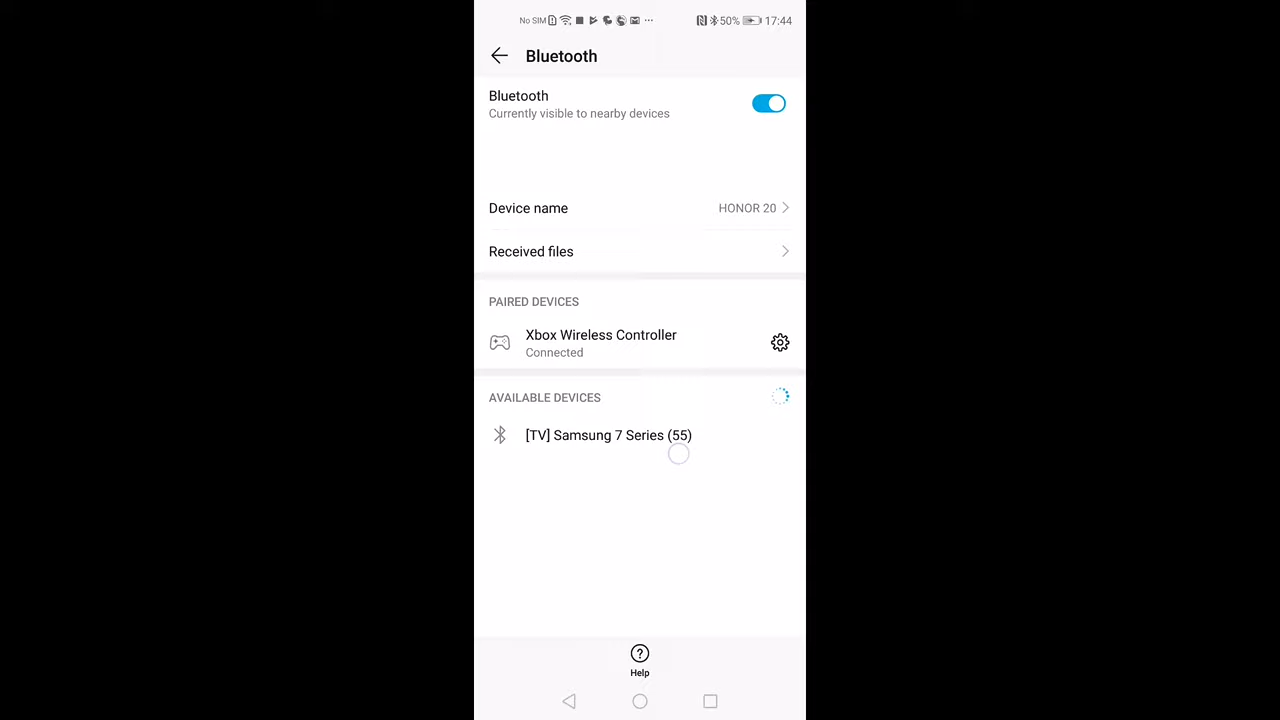 No SIM 50% 17:44
Bluetooth
Bluetooth
Currently visible to nearby devices
Device name HONOR 20
Received files
PAIRED DEVICES
Xbox Wireless Controller
Connected
AVAILABLE DEVICES
[TV] Samsung 7 Series (55)
Help